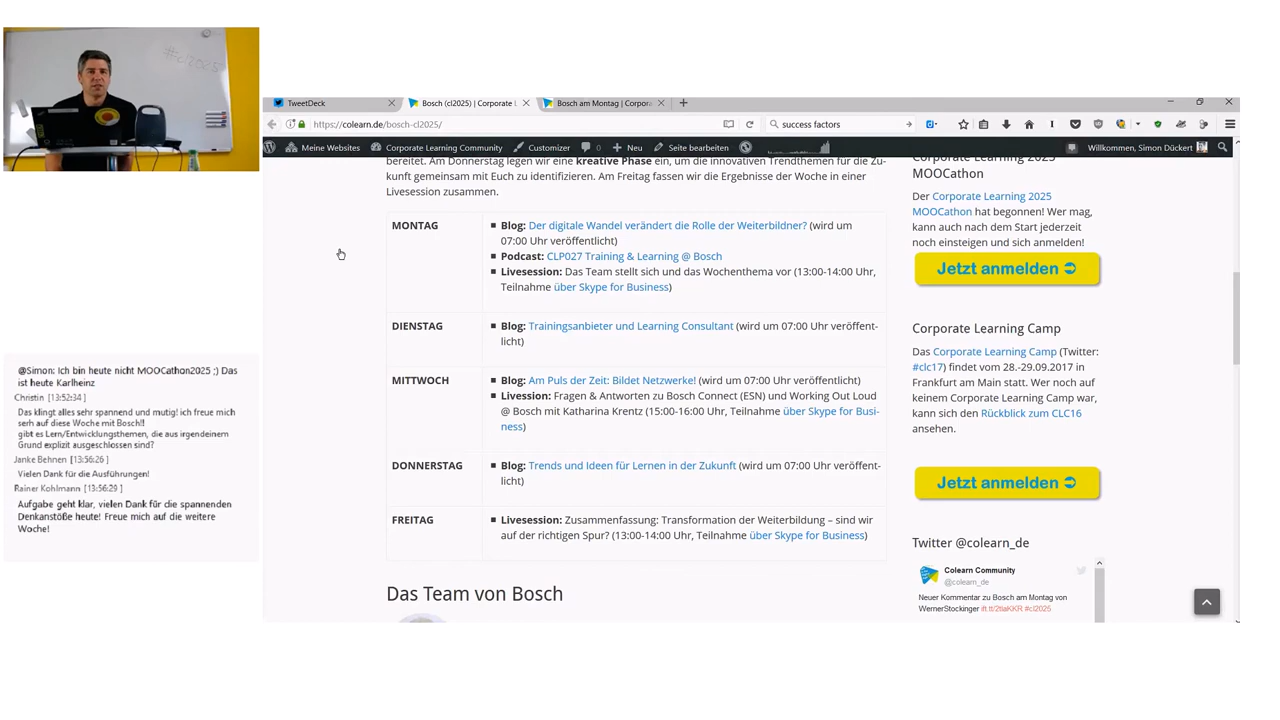 #cl2025
@Simon: Ich bin heute nicht MOOCathon2025 ;) Das
ist heute Karlheinz
Christin [13:52:34 ]
Das klingt alles sehr spannend und mutig! ich freue mich
serh auf diese Woche mit Bosch!!
gibt es Lern/Entwicklungsthemen, die aus irgendeinem
Grund explizit ausgeschlossen sind?
Janke Behnen [13:56:26 ]
Vielen Dank für die Ausführungen!
Rainer Kohlmann [13:56:29 ]
Aufgabe geht klar, vielen Dank für die spannenden
Denkanstöße heute! Freue mich auf die weitere
Woche!
TweetDeck
Bosch (cl2025) | Corporate L
Bosch am Montag | Corpor
https://colearn.de/bosch-cl2025/
success factors
Meine Websites
Corporate Learning Community
Customizer
0
Neu
Seite bearbeiten
Willkommen, Simon Dückert
bereitet. Am Donnerstag legen wir eine kreative Phase ein, um die innovativen Trendthemen für die Zu-
kunft gemeinsam mit Euch zu identifizieren. Am Freitag fassen wir die Ergebnisse der Woche in einer
Livesession zusammen.
MONTAG
Blog: Der digitale Wandel verändert die Rolle der Weiterbildner? (wird um
07:00 Uhr veröffentlicht)
Podcast: CLP027 Training & Learning @ Bosch
Livesession: Das Team stellt sich und das Wochenthema vor (13:00-14:00 Uhr,
Teilnahme über Skype for Business)
DIENSTAG
Blog: Trainingsanbieter und Learning Consultant (wird um 07:00 Uhr veröffent-
licht)
MITTWOCH
Blog: Am Puls der Zeit: Bildet Netzwerke! (wird um 07:00 Uhr veröffentlicht)
Livession: Fragen & Antworten zu Bosch Connect (ESN) und Working Out Loud
@ Bosch mit Katharina Krentz (15:00-16:00 Uhr, Teilnahme über Skype for Busi-
ness)
DONNERSTAG
Blog: Trends und Ideen für Lernen in der Zukunft (wird um 07:00 Uhr veröffent-
licht)
FREITAG
Livesession: Zusammenfassung: Transformation der Weiterbildung – sind wir
auf der richtigen Spur? (13:00-14:00 Uhr, Teilnahme über Skype for Business)
Das Team von Bosch
Corporate Learning 2025
MOOCathon
Der Corporate Learning 2025
MOOCathon hat begonnen! Wer mag,
kann auch nach dem Start jederzeit
noch einsteigen und sich anmelden!
Jetzt anmelden
Corporate Learning Camp
Das Corporate Learning Camp (Twitter:
#clc17) findet vom 28.-29.09.2017 in
Frankfurt am Main statt. Wer noch auf
keinem Corporate Learning Camp war,
kann sich den Rückblick zum CLC16
ansehen.
Jetzt anmelden
Twitter @colearn_de
Colearn Community
@colearn_de
Neuer Kommentar zu Bosch am Montag von
WernerStockinger ift.tt/2tlaKKR #cl2025